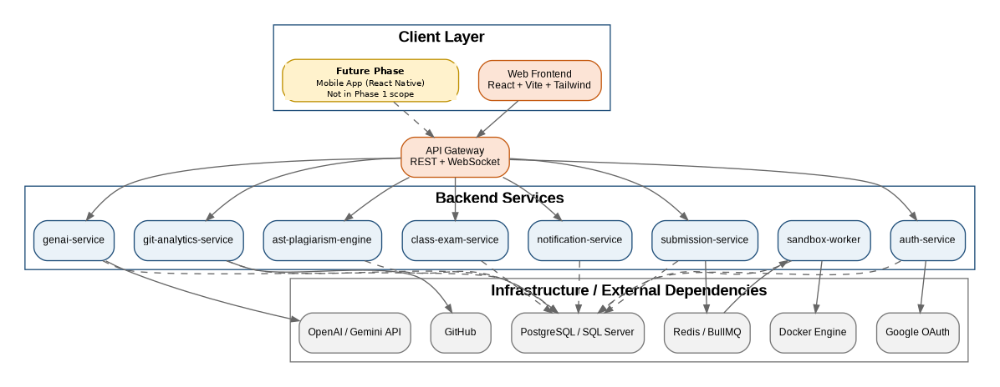 Client Layer
Future Phase
Mobile App (React Native)
Not in Phase 1 scope
Web Frontend
React + Vite + Tailwind
API Gateway
REST + WebSocket
Backend Services
genai-service
git-analytics-service
ast-plagiarism-engine
class-exam-service
notification-service
submission-service
sandbox-worker
auth-service
Infrastructure / External Dependencies
OpenAI / Gemini API
GitHub
PostgreSQL / SQL Server
Redis / BullMQ
Docker Engine
Google OAuth